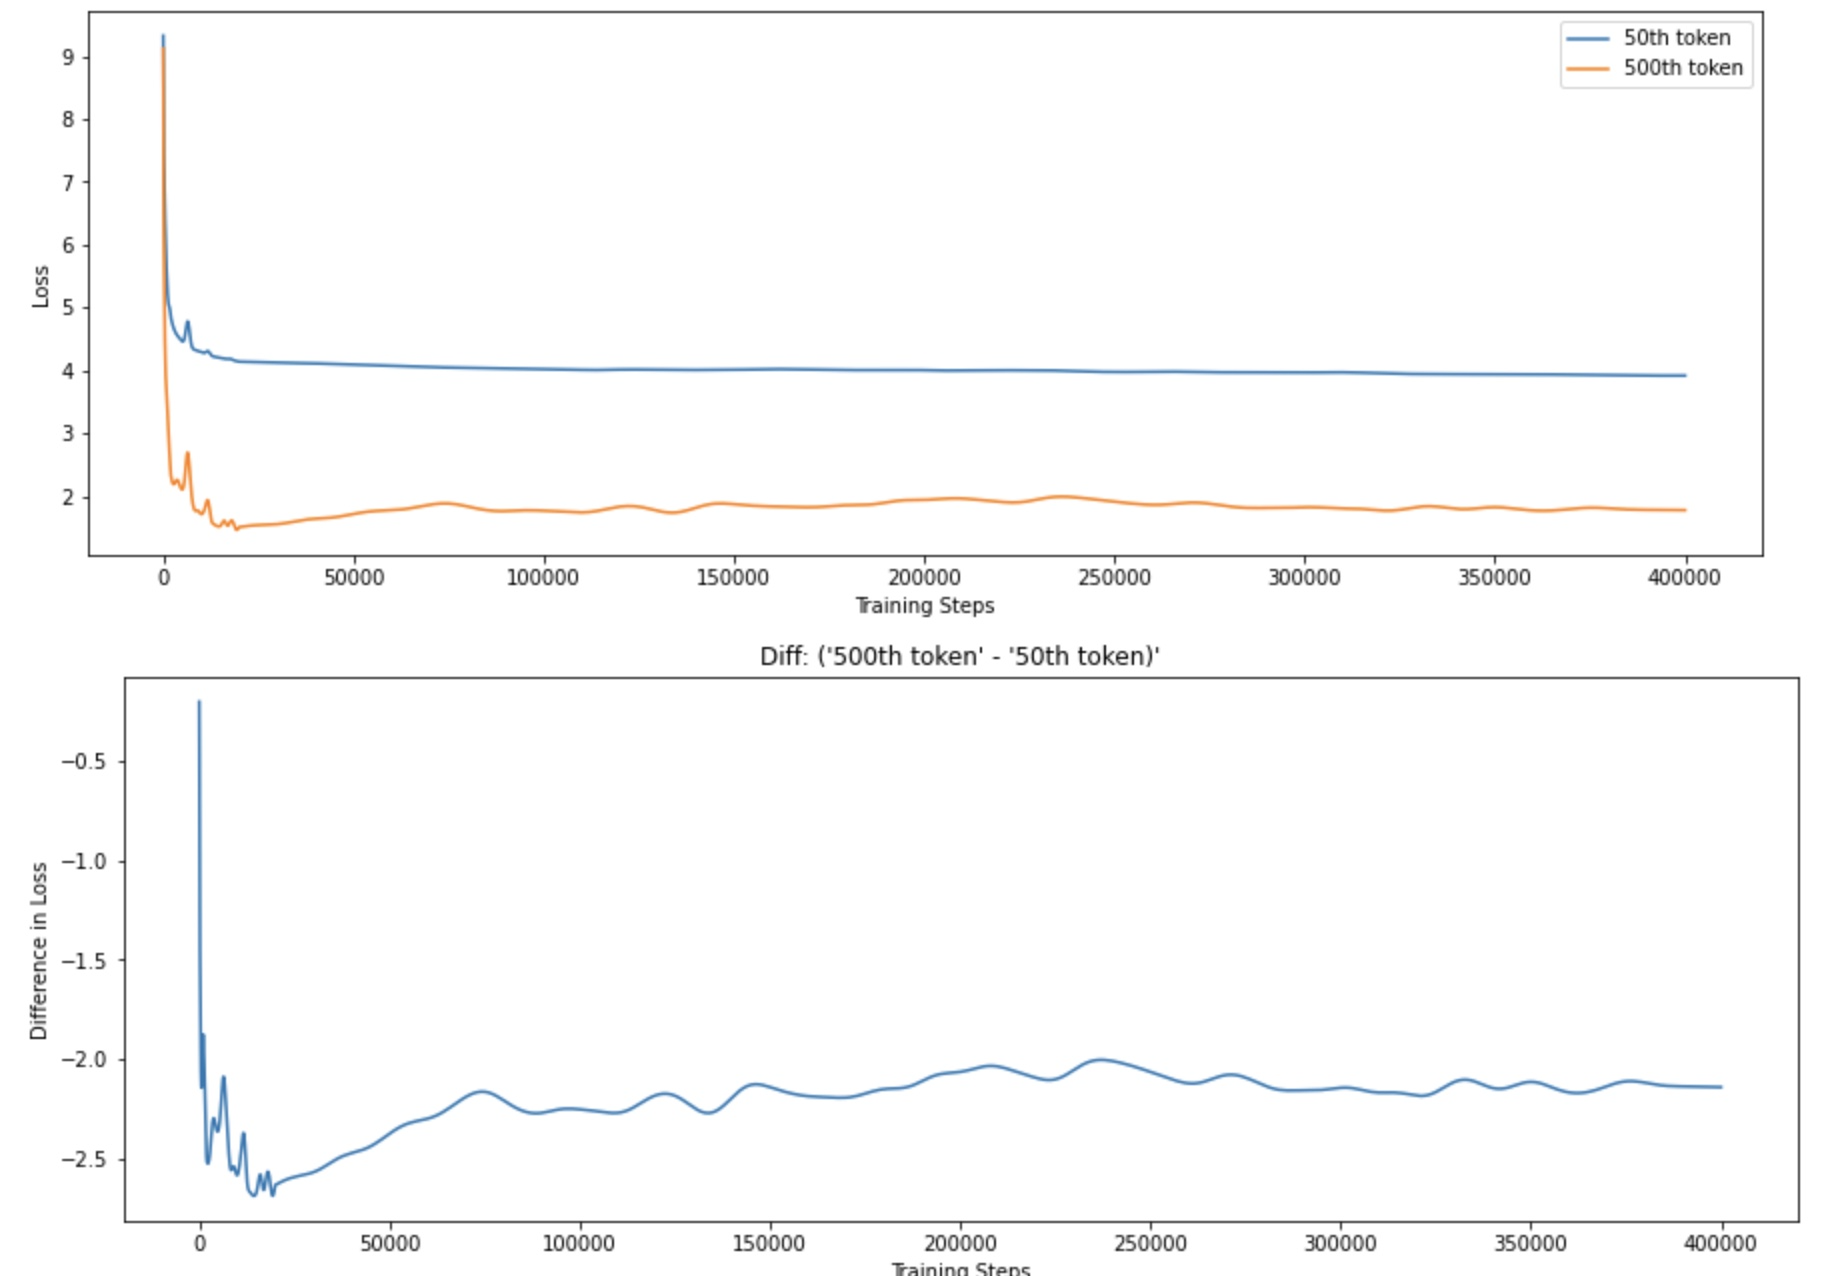 50th token
500th token
9
8
7
6
5
4
3
2
Loss
0 50000 100000 150000 200000 250000 300000 350000 400000
Training Steps
Diff: ('500th token' - '50th token)'
−0.5
−1.0
−1.5
−2.0
−2.5
Difference in Loss
0 50000 100000 150000 200000 250000 300000 350000 400000
Training Steps